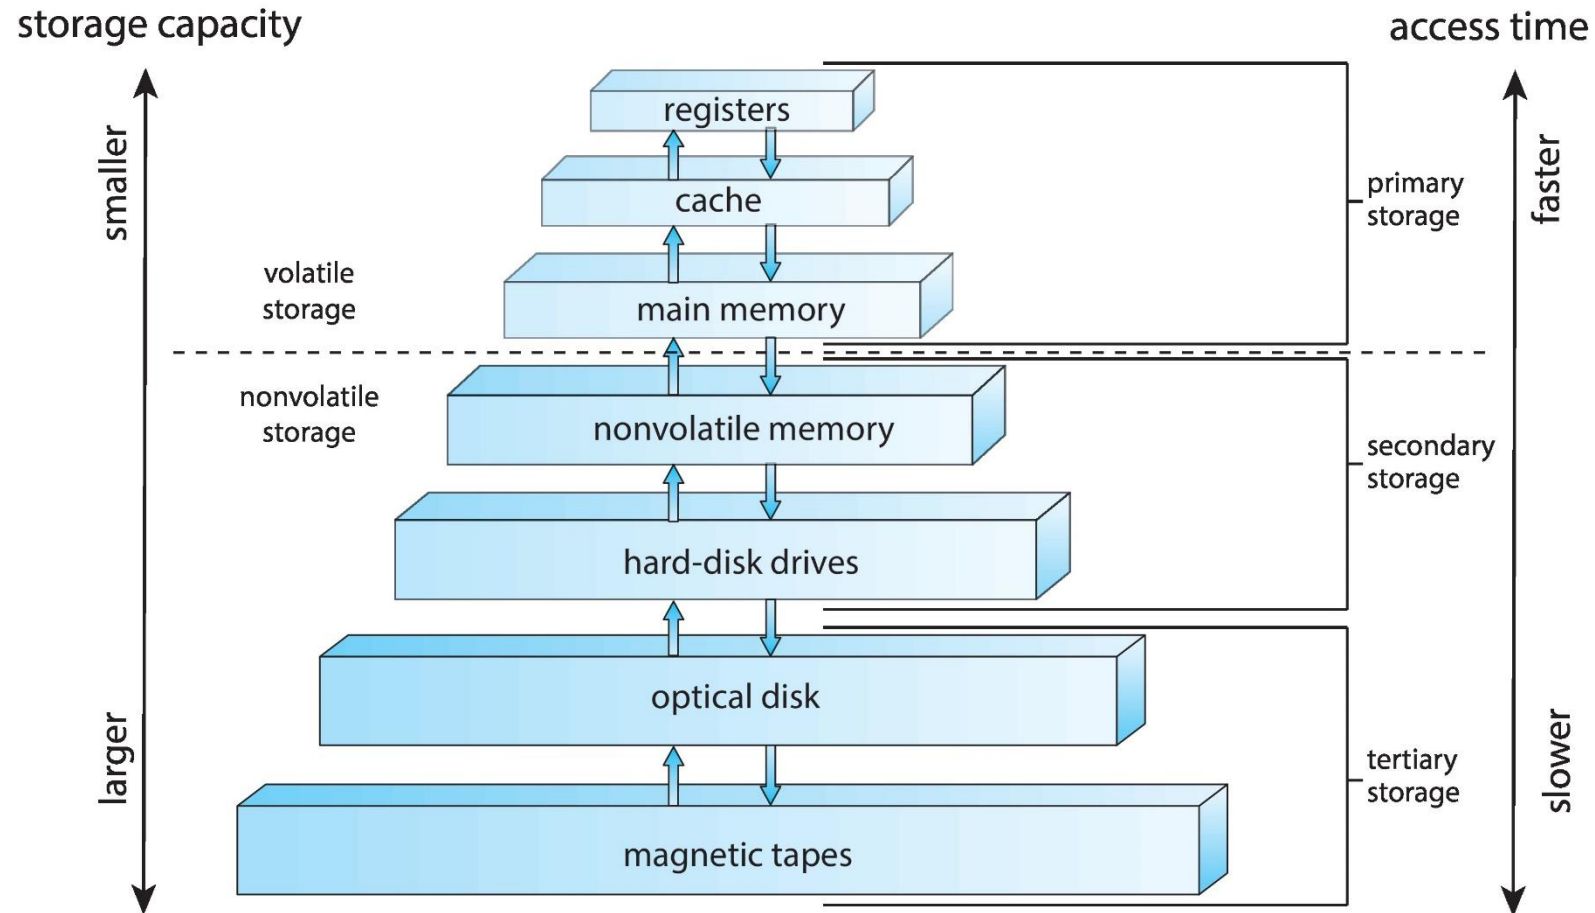 storage capacity
access time
smaller
larger
registers
cache
main memory
volatile
storage
nonvolatile
storage
nonvolatile memory
hard-disk drives
optical disk
magnetic tapes
primary
storage
secondary
storage
tertiary
storage
faster
slower